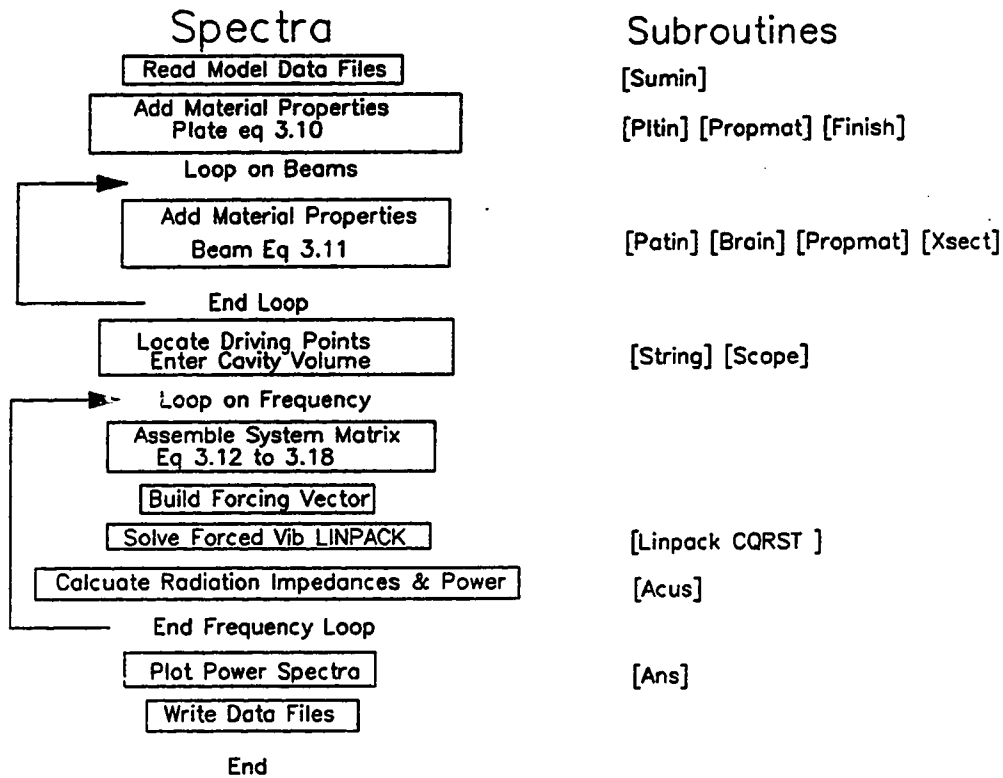 Spectra
Subroutines
Read Model Data Files
[Sumin]
Add Material Properties
Plate eq 3.10
[Pltin] [Propmat] [Finish]
Loop on Beams
Add Material Properties
Beam Eq 3.11
[Patin] [Brain] [Propmat] [Xsect]
End Loop
Locate Driving Points
Enter Cavity Volume
[String] [Scope]
Loop on Frequency
Assemble System Matrix
Eq 3.12 to 3.18
Build Forcing Vector
Solve Forced Vib LINPACK
[Linpack CQRST ]
Calcuate Radiation Impedances & Power
[Acus]
End Frequency Loop
Plot Power Spectra
[Ans]
Write Data Files
End